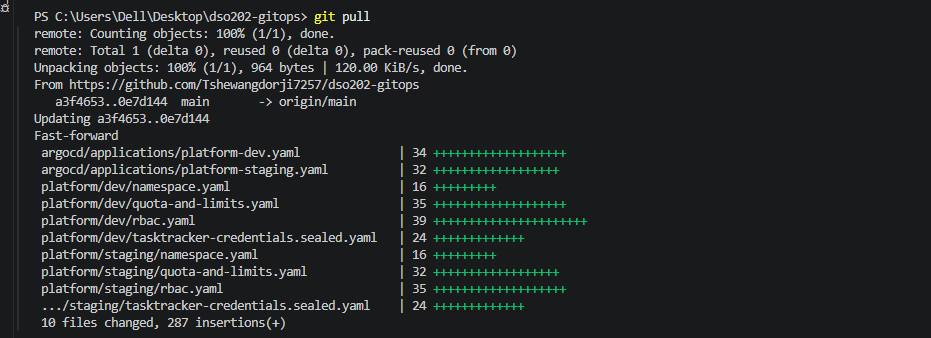 PS C:\Users\Dell\Desktop\dso202-gitops> git pull
remote: Counting objects: 100% (1/1), done.
remote: Total 1 (delta 0), reused 0 (delta 0), pack-reused 0 (from 0)
Unpacking objects: 100% (1/1), 964 bytes | 120.00 KiB/s, done.
From https://github.com/Tshewangdorji7257/dso202-gitops
   a3f4653..0e7d144  main       -> origin/main
Updating a3f4653..0e7d144
Fast-forward
 argocd/applications/platform-dev.yaml              | 34 +++++++++++++++++++
 argocd/applications/platform-staging.yaml          | 32 ++++++++++++++++++
 platform/dev/namespace.yaml                        | 16 +++++++++
 platform/dev/quota-and-limits.yaml                 | 35 +++++++++++++++++++
 platform/dev/rbac.yaml                             | 39 ++++++++++++++++++++++
 platform/dev/tasktracker-credentials.sealed.yaml   | 24 +++++++++++++
 platform/staging/namespace.yaml                    | 16 +++++++++
 platform/staging/quota-and-limits.yaml             | 32 ++++++++++++++++++
 platform/staging/rbac.yaml                         | 35 +++++++++++++++++++
 .../staging/tasktracker-credentials.sealed.yaml    | 24 +++++++++++++
 10 files changed, 287 insertions(+)